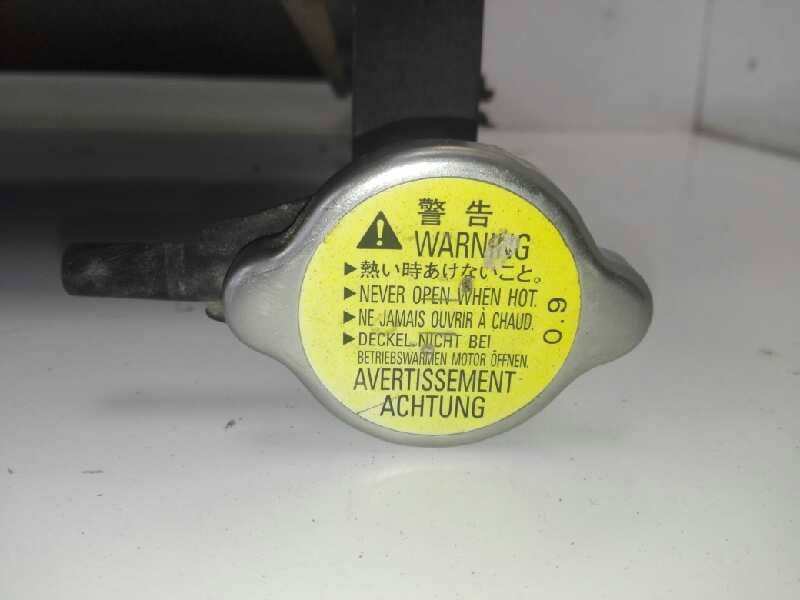 警告
WARNING
▶熱い時あけないこと。
▶NEVER OPEN WHEN HOT.
▶NE JAMAIS OUVRIR À CHAUD.
▶DECKEL NICHT BEI
BETRIEBSWARMEN MOTOR ÖFFNEN.
AVERTISSEMENT
ACHTUNG
0.9